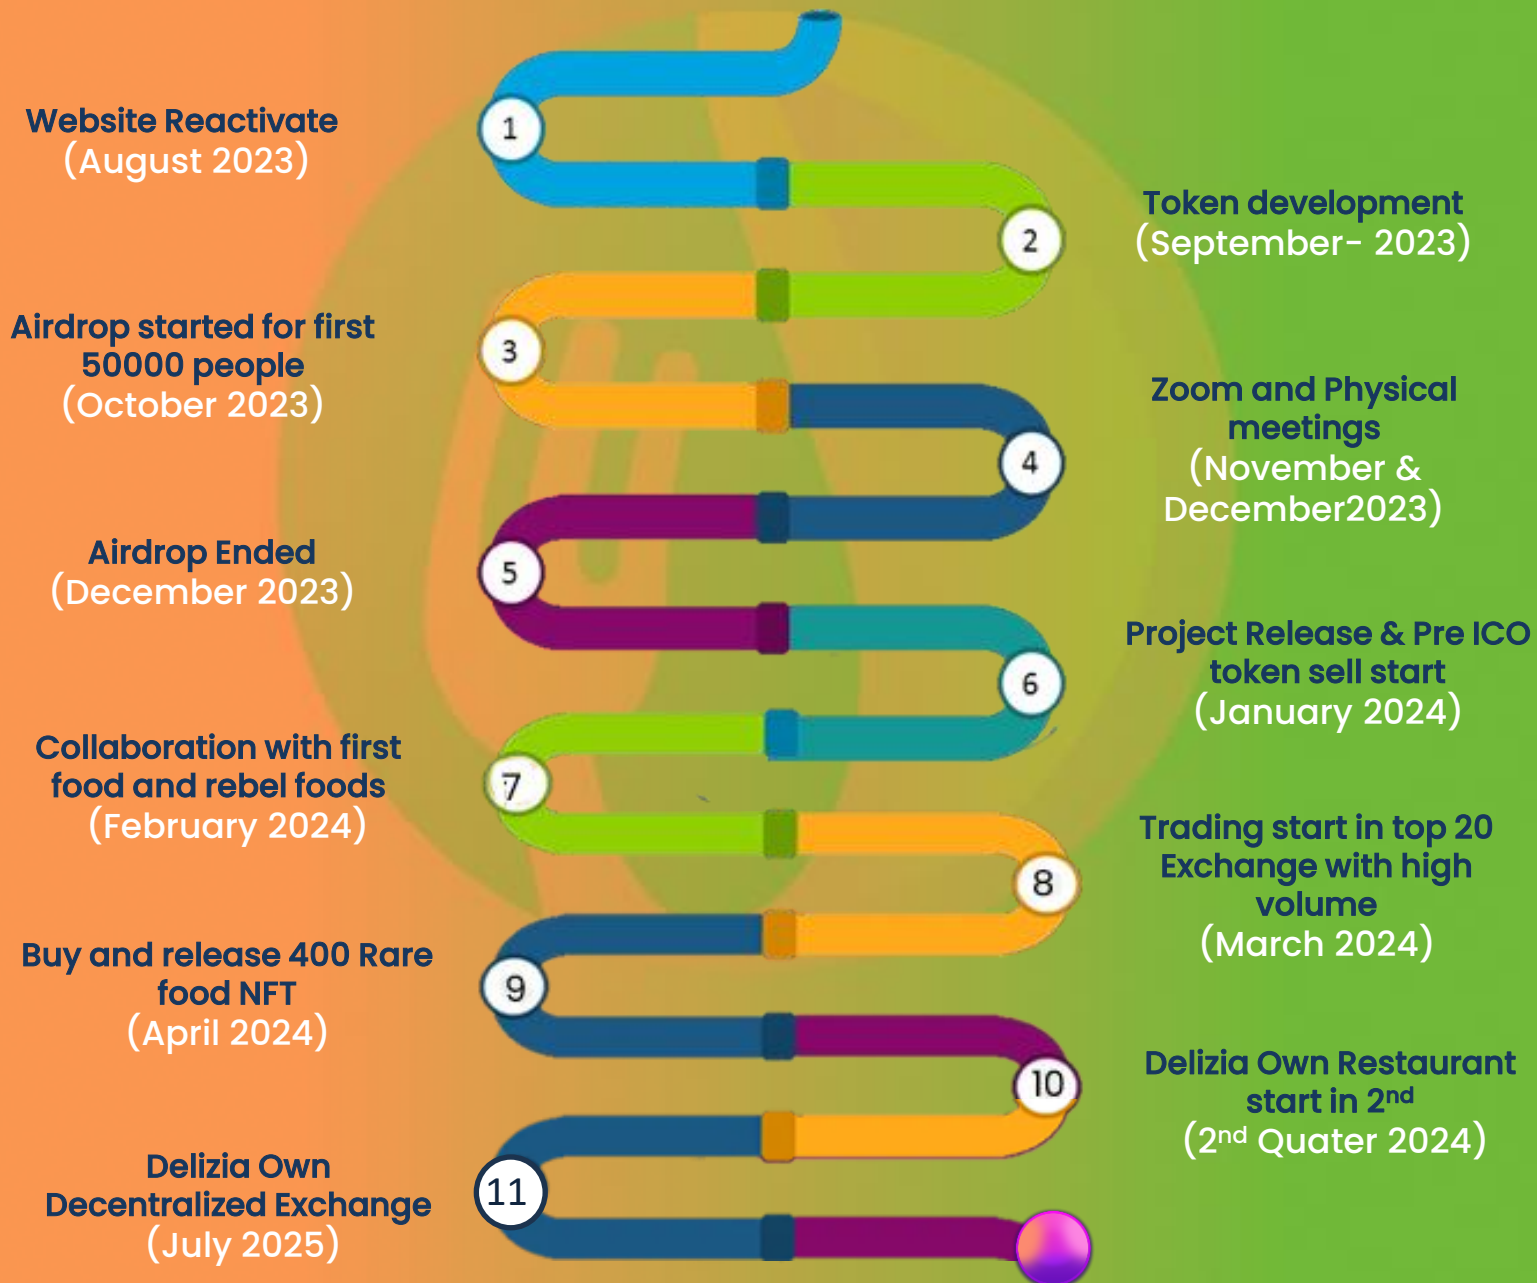 1
Website Reactivate
(August 2023)
2
Token development
(September- 2023)
3
Airdrop started for first
50000 people
(October 2023)
4
Zoom and Physical
meetings
(November &
December2023)
5
Airdrop Ended
(December 2023)
6
Project Release & Pre ICO
token sell start
(January 2024)
7
Collaboration with first
food and rebel foods
(February 2024)
8
Trading start in top 20
Exchange with high
volume
(March 2024)
9
Buy and release 400 Rare
food NFT
(April 2024)
10
Delizia Own Restaurant
start in 2nd
(2nd Quater 2024)
11
Delizia Own
Decentralized Exchange
(July 2025)